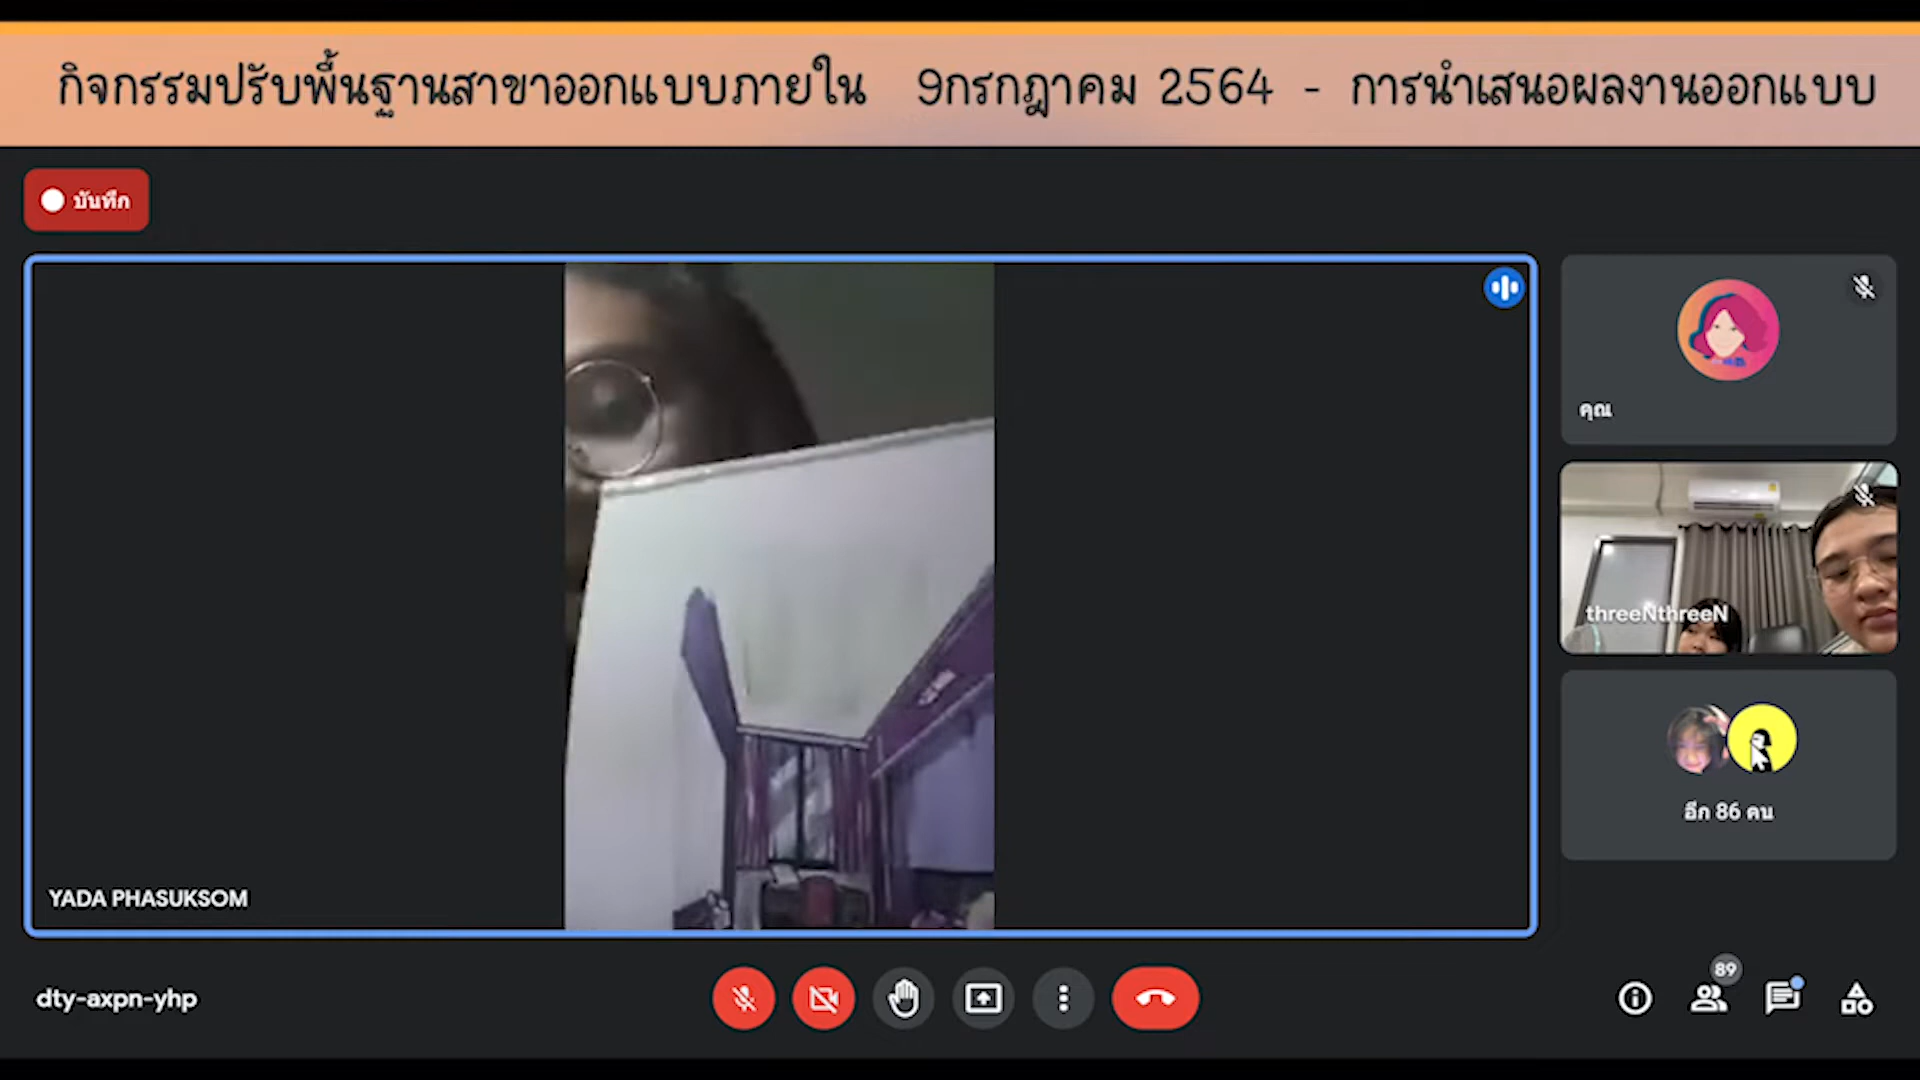 กิจกรรมปรับพื้นฐานสาขาออกแบบภายใน 9กรกฎาคม 2564 - การนำเสนอผลงานออกแบบ
บันทึก
คุณ
threeNthreeN
อีก 86 คน
YADA PHASUKSOM
89
dty-axpn-yhp